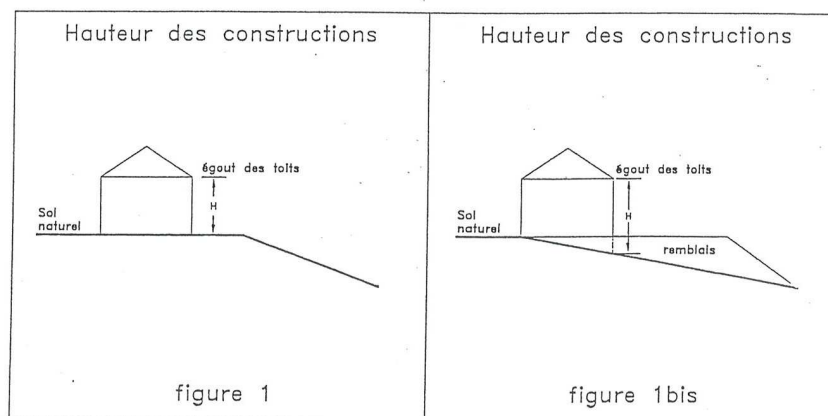 Hauteur des constructions
égout des toits
H
Sol
naturel
figure 1
Hauteur des constructions
égout des toits
H
Sol
naturel
remblais
figure 1bis